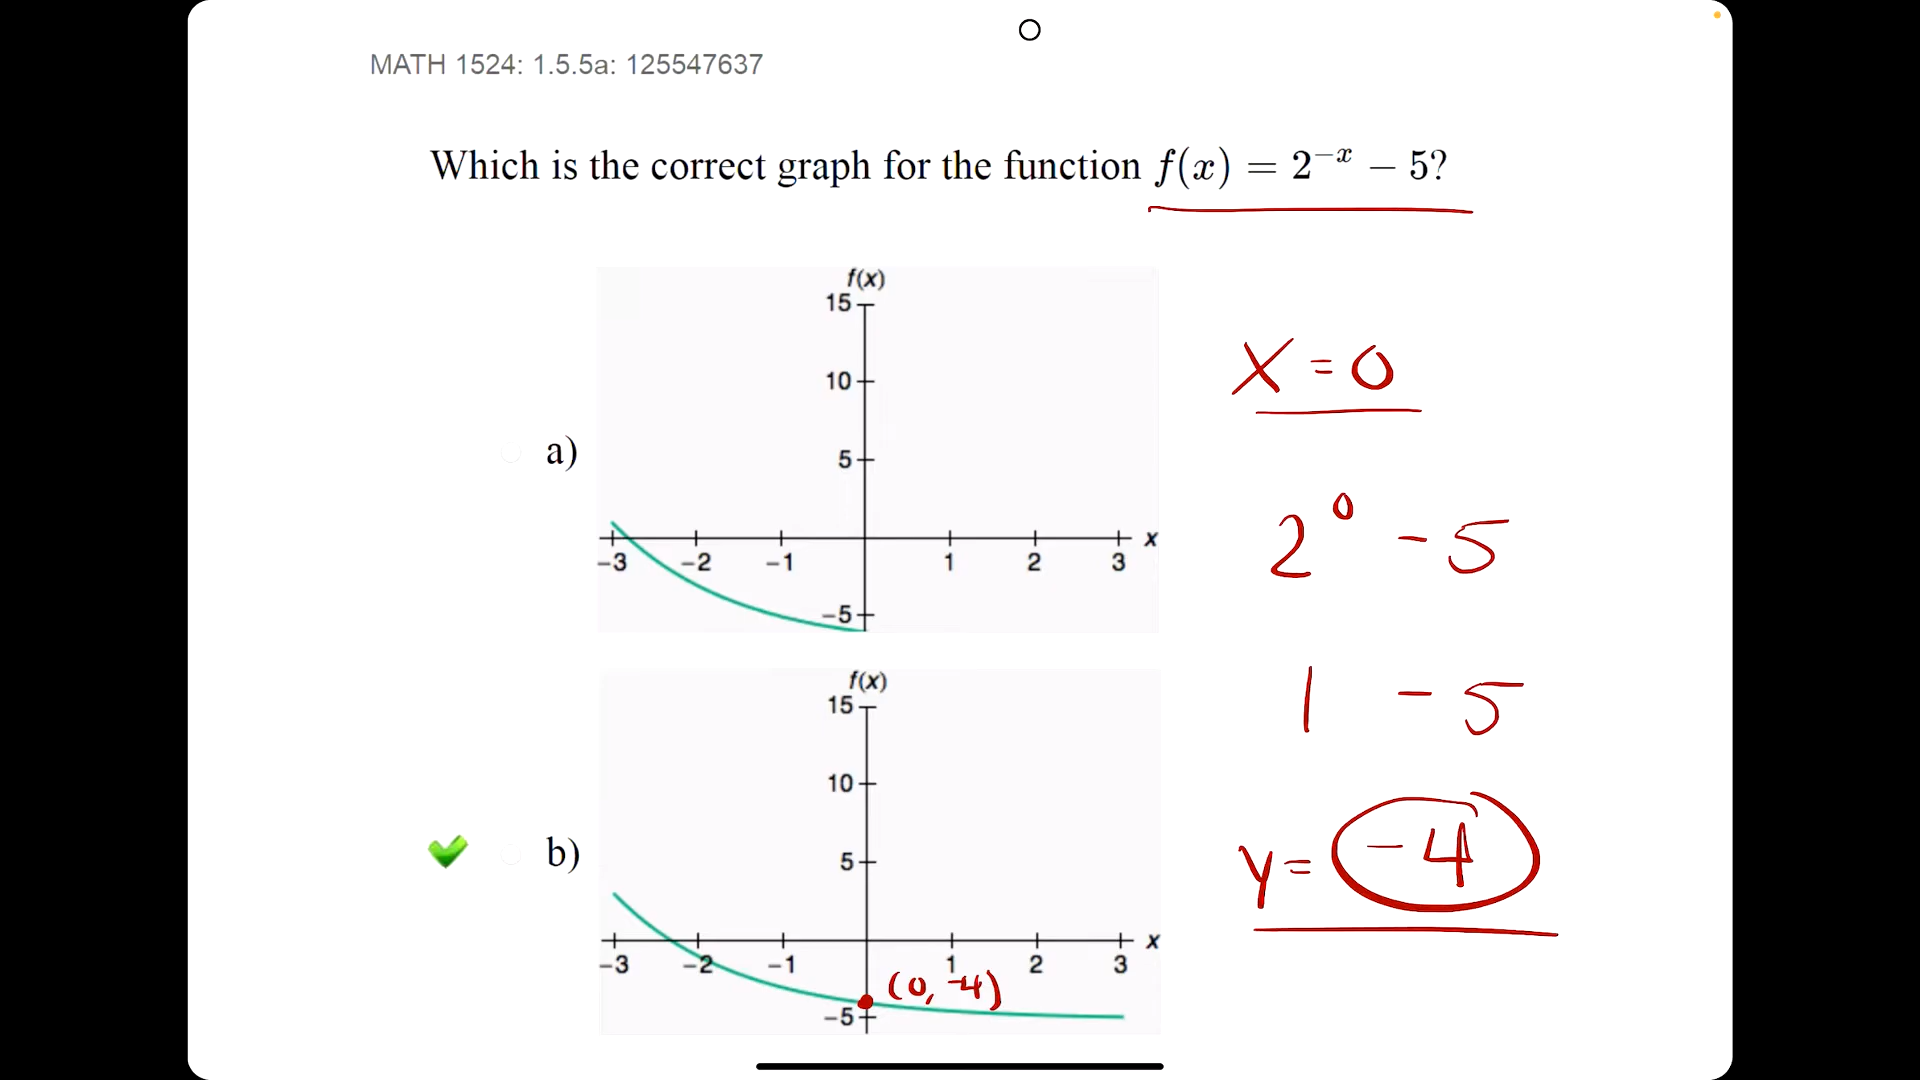 MATH 1524: 1.5.5a: 125547637
Which is the correct graph for the function f(x) = 2^{-x} – 5?
a)
f(x)
15
10
5
–3 –2 –1 1 2 3 x
–5
x = 0
2^0 - 5
1 - 5
y = -4
b)
f(x)
15
10
5
–3 –2 –1 1 2 3 x
(0, -4)
–5